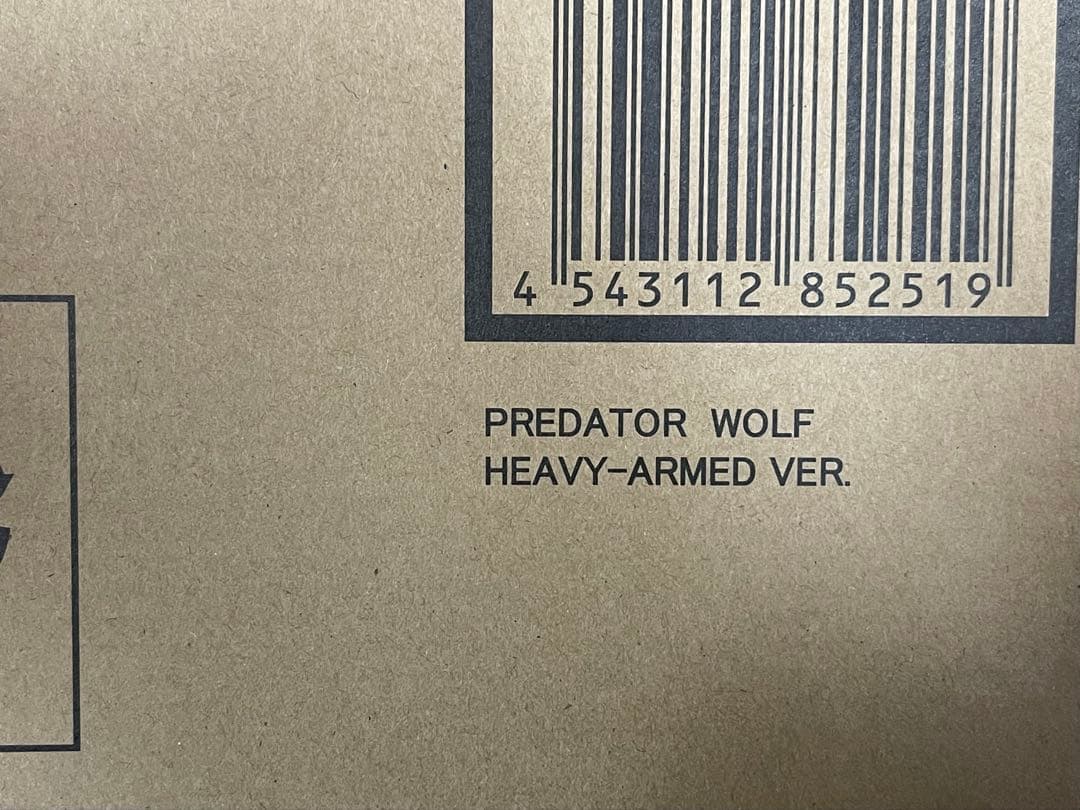 4 543112 852519
PREDATOR WOLF
HEAVY-ARMED VER.